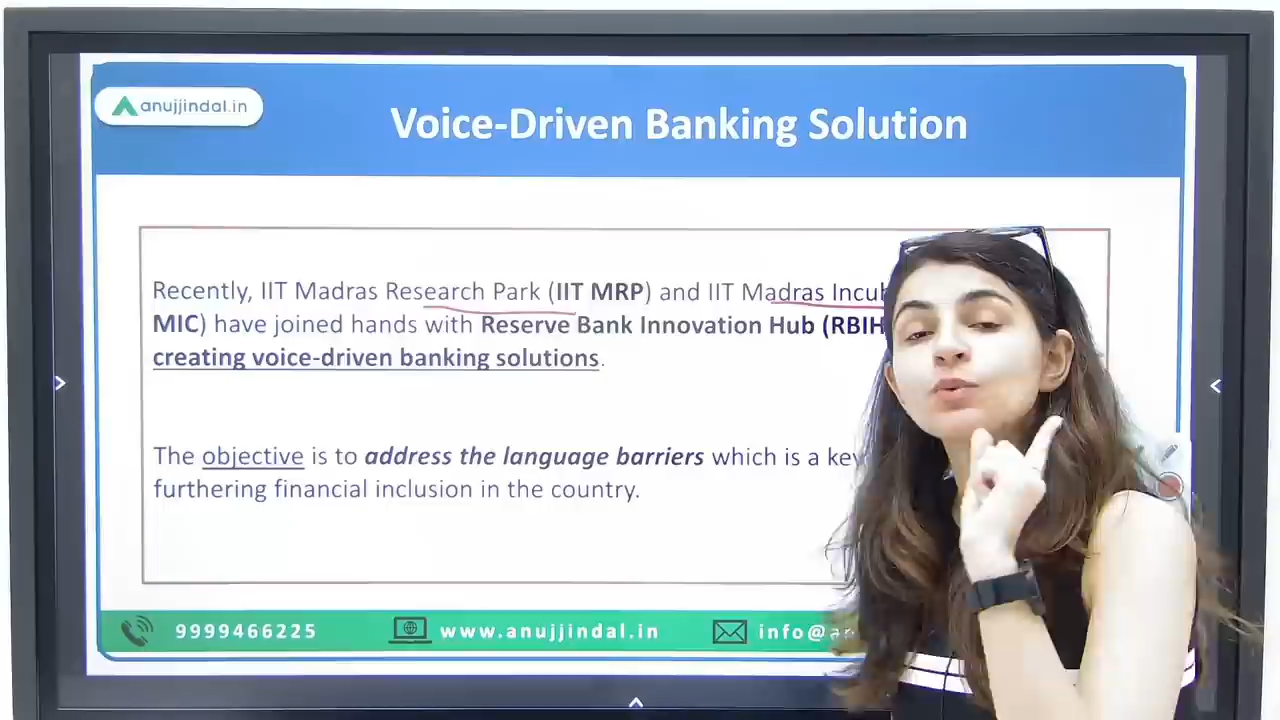 anujjindal.in
Voice-Driven Banking Solution
Recently, IIT Madras Research Park (IIT MRP) and IIT Madras
MIC) have joined hands with Reserve Bank Innovation Hub (RBIH
creating voice-driven banking solutions.
The objective is to address the language barriers which is a key
furthering financial inclusion in the country.
9999466225
www.anujjindal.in
info@